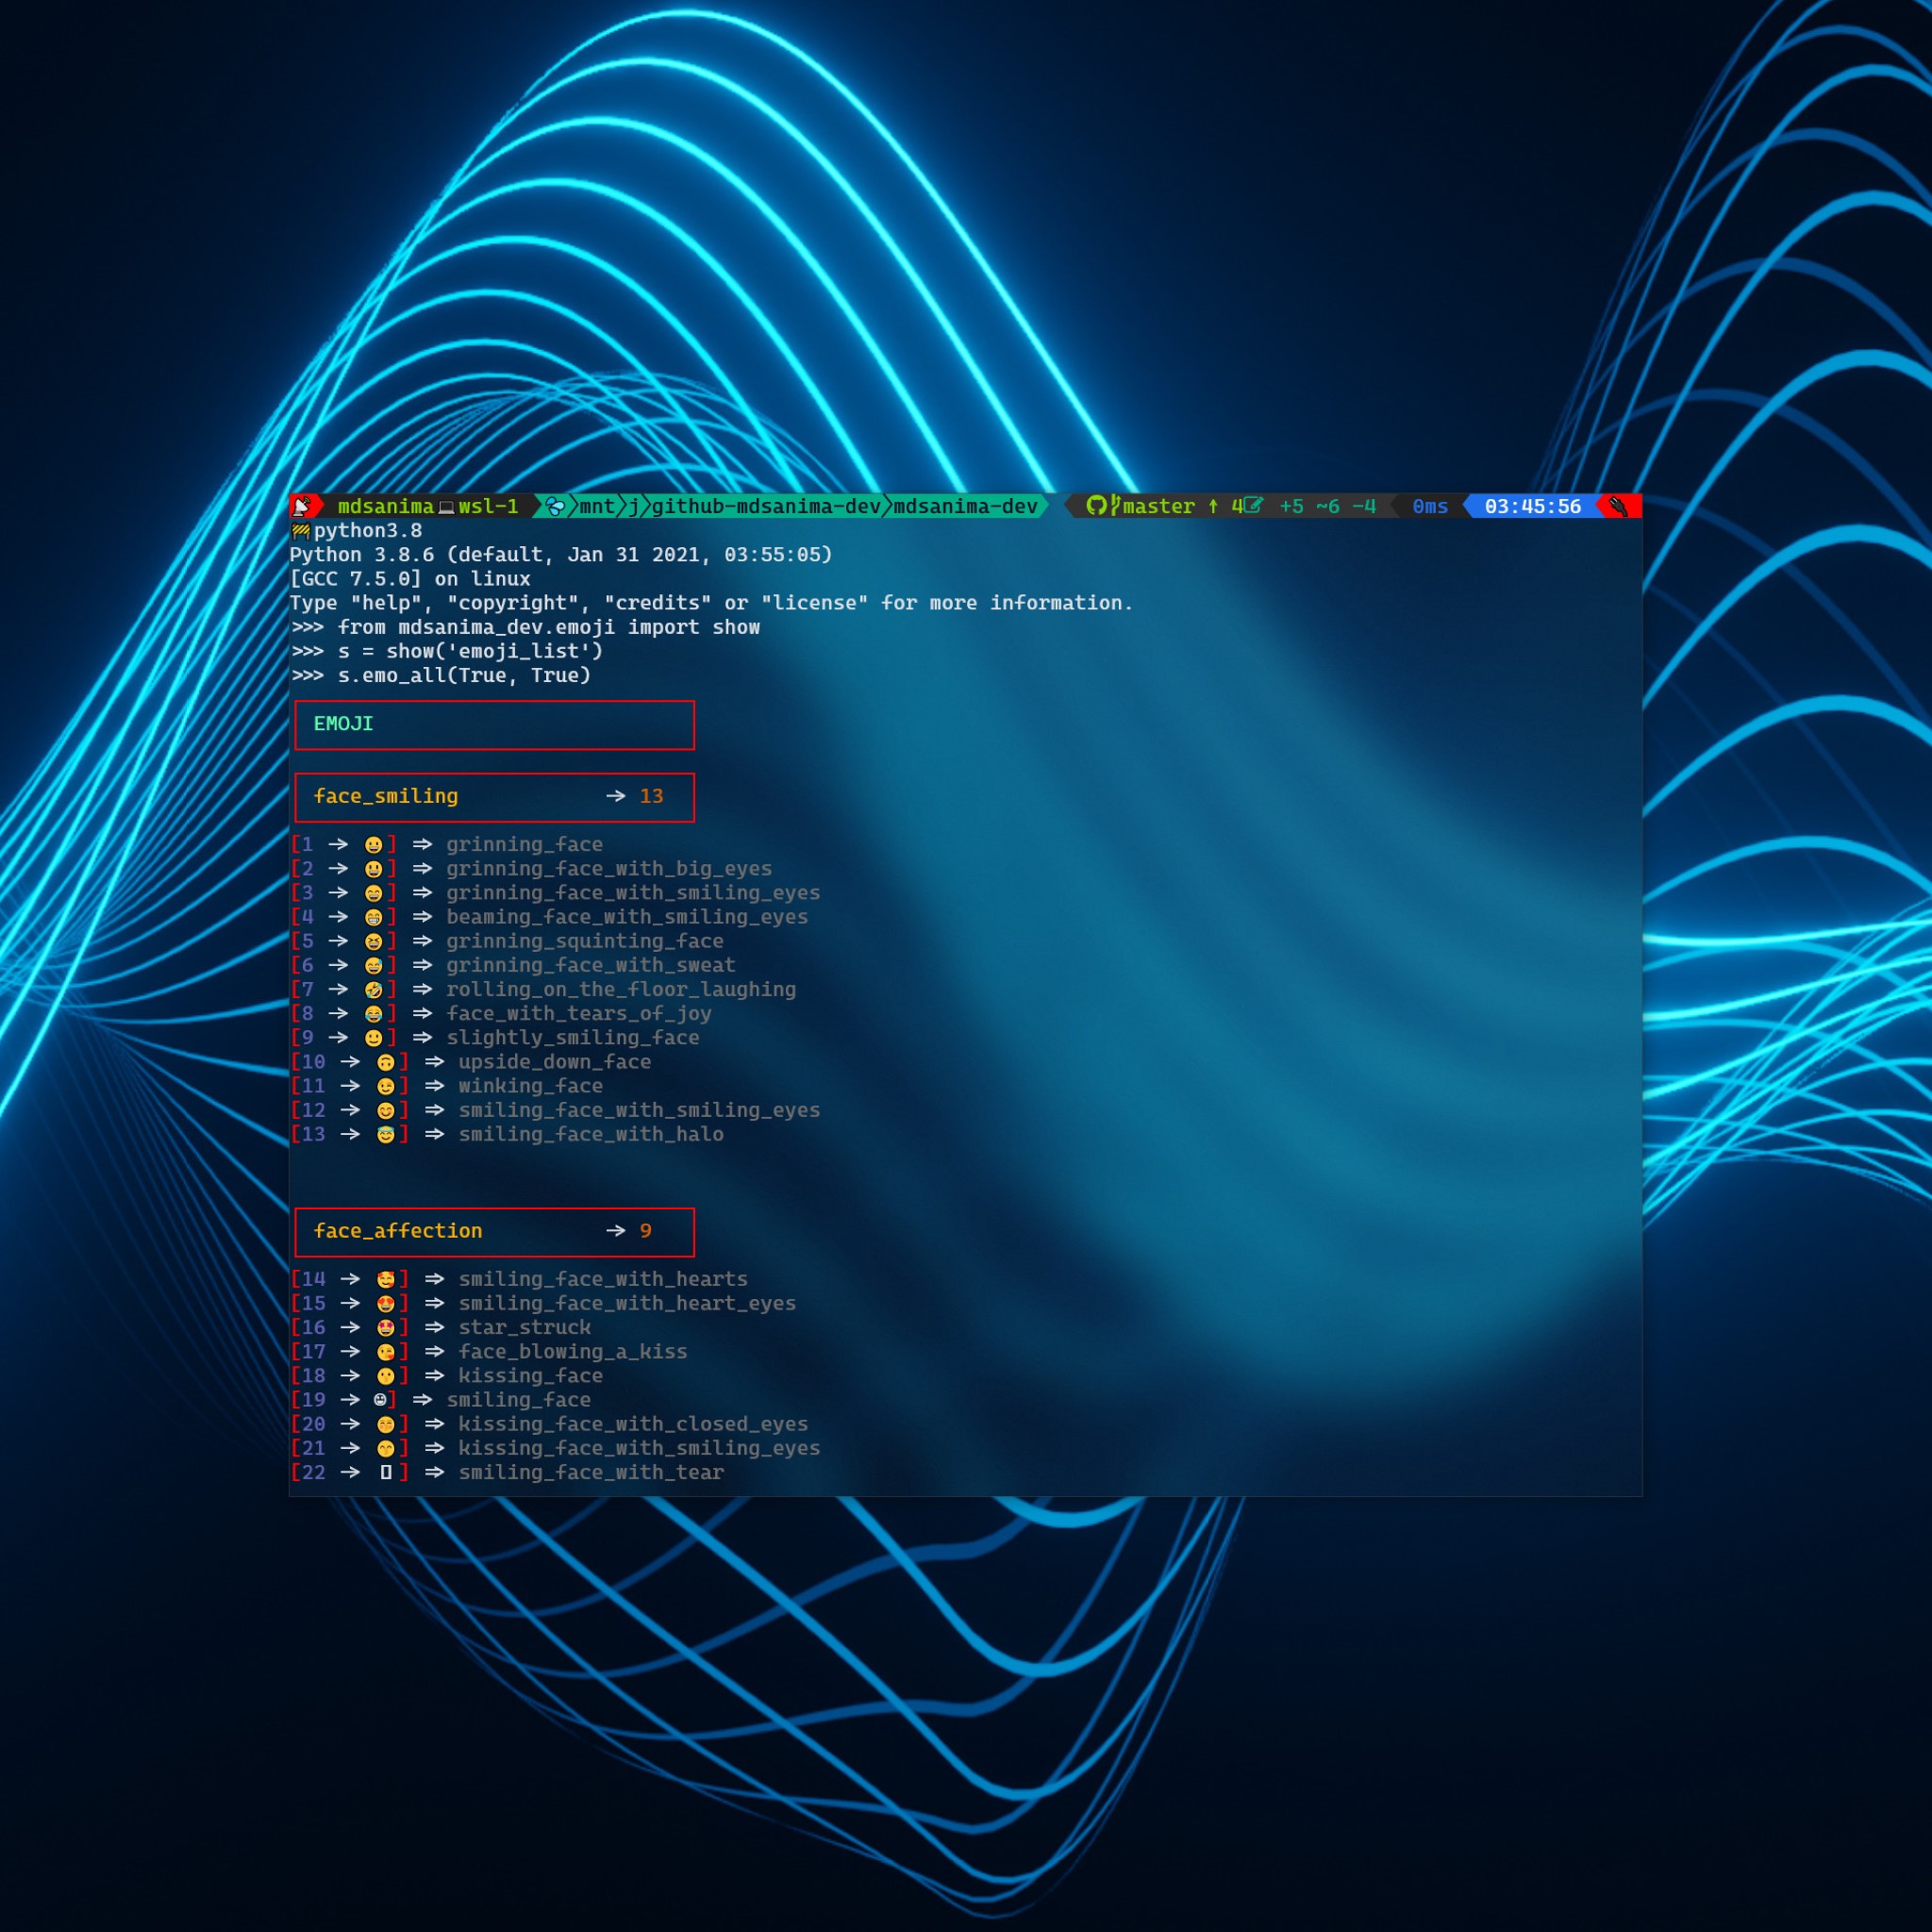 mdsanima💻wsl-1 mnt j github-mdsanima-dev mdsanima-dev master ↑ 4 +5 ~6 -4 0ms 03:45:56
🚧python3.8
Python 3.8.6 (default, Jan 31 2021, 03:55:05)
[GCC 7.5.0] on linux
Type "help", "copyright", "credits" or "license" for more information.
>>> from mdsanima_dev.emoji import show
>>> s = show('emoji_list')
>>> s.emo_all(True, True)
EMOJI
face_smiling → 13
[1 → 😀] ⇒ grinning_face
[2 → 😃] ⇒ grinning_face_with_big_eyes
[3 → 😄] ⇒ grinning_face_with_smiling_eyes
[4 → 😁] ⇒ beaming_face_with_smiling_eyes
[5 → 😆] ⇒ grinning_squinting_face
[6 → 😅] ⇒ grinning_face_with_sweat
[7 → 🤣] ⇒ rolling_on_the_floor_laughing
[8 → 😂] ⇒ face_with_tears_of_joy
[9 → 🙂] ⇒ slightly_smiling_face
[10 → 🙃] ⇒ upside_down_face
[11 → 😉] ⇒ winking_face
[12 → 😊] ⇒ smiling_face_with_smiling_eyes
[13 → 😇] ⇒ smiling_face_with_halo
face_affection → 9
[14 → 🥰] ⇒ smiling_face_with_hearts
[15 → 😍] ⇒ smiling_face_with_heart_eyes
[16 → 🤩] ⇒ star_struck
[17 → 😘] ⇒ face_blowing_a_kiss
[18 → 😗] ⇒ kissing_face
[19 → ☺] ⇒ smiling_face
[20 → 😚] ⇒ kissing_face_with_closed_eyes
[21 → 😙] ⇒ kissing_face_with_smiling_eyes
[22 → ▯] ⇒ smiling_face_with_tear